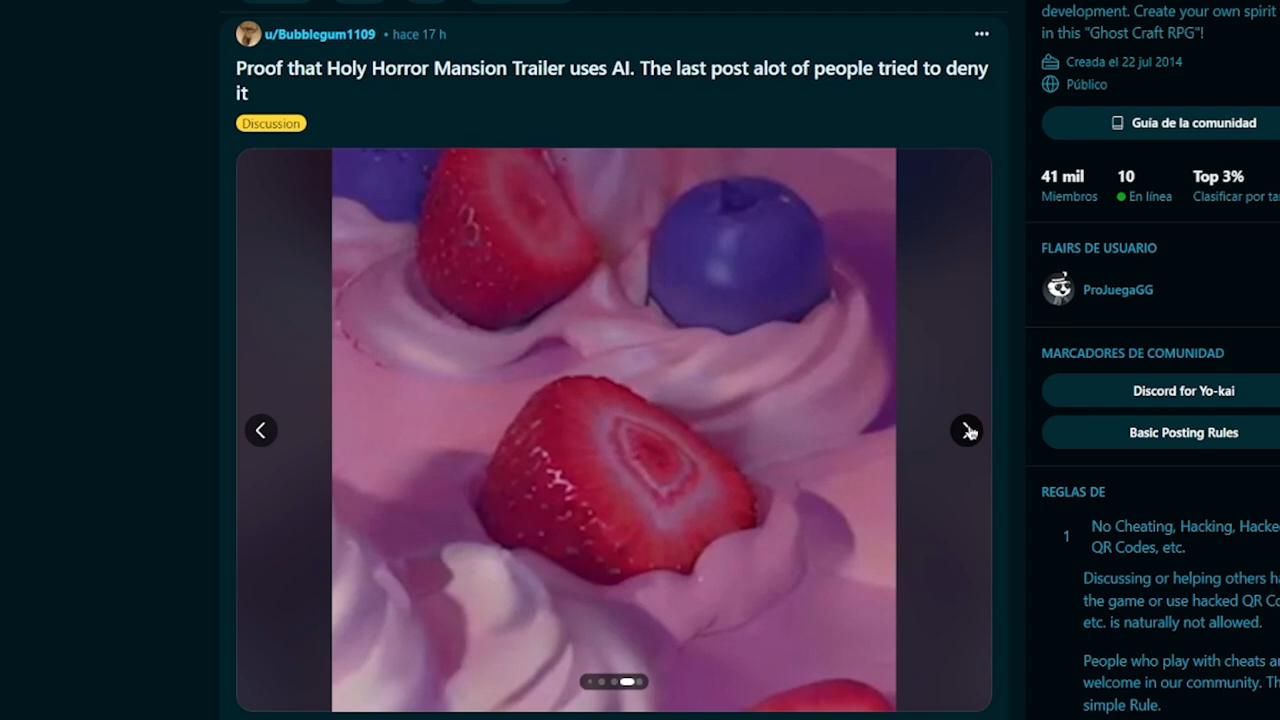 u/Bubblegum1109 • hace 17 h
Proof that Holy Horror Mansion Trailer uses AI. The last post alot of people tried to deny
it
Discussion
development. Create your own spirit
in this "Ghost Craft RPG"!
Creada el 22 jul 2014
Público
Guía de la comunidad
41 mil
Miembros
10
En línea
Top 3%
Clasificar por
FLAIRS DE USUARIO
ProJuegaGG
MARCADORES DE COMUNIDAD
Discord for Yo-kai
Basic Posting Rules
REGLAS DE
1
No Cheating, Hacking,
QR Codes, etc.
Discussing or helping others
the game or use hacked QR
etc. is naturally not allowed.
People who play with cheats
welcome in our community.
simple Rule.